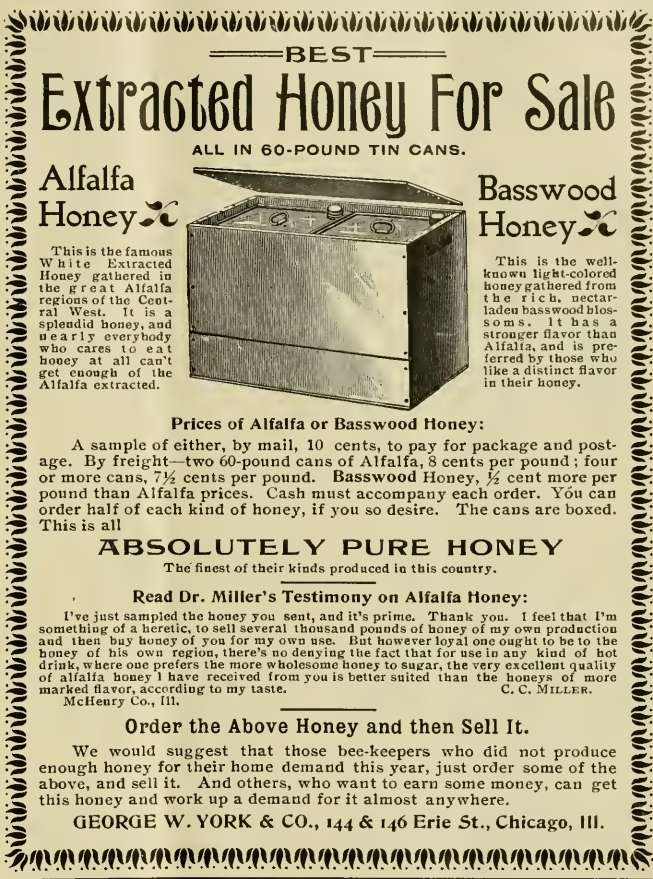 BEST
Extracted Honey For Sale
ALL IN 60-POUND TIN CANS.
Alfalfa
Honey
This is the famous
White Extracted
Honey gathered in
the great Alfalfa
regions of the Cent-
ral West. It is a
splendid honey, and
nearly everybody
who cares to eat
honey at all can't
get enough of the
Alfalfa extracted.
Basswood
Honey
This is the well-
known light-colored
honey gathered from
the rich, nectar-
laden basswood blos-
soms. It has a
stronger flavor than
Alfalfa, and is pre-
ferred by those who
like a distinct flavor
in their honey.
Prices of Alfalfa or Basswood Honey:
A sample of either, by mail, 10 cents, to pay for package and post-
age. By freight—two 60-pound cans of Alfalfa, 8 cents per pound; four
or more cans, 7½ cents per pound. Basswood Honey, ½ cent more per
pound than Alfalfa prices. Cash must accompany each order. You can
order half of each kind of honey, if you so desire. The cans are boxed.
This is all
ABSOLUTELY PURE HONEY
The finest of their kinds produced in this country.
Read Dr. Miller's Testimony on Alfalfa Honey:
I've just sampled the honey you sent, and it's prime. Thank you. I feel that I'm
something of a heretic, to sell several thousand pounds of honey of my own production
and then buy honey of you for my own use. But however loyal one ought to be to the
honey of his own region, there's no denying the fact that for use in any kind of hot
drink, where one prefers the more wholesome honey to sugar, the very excellent quality
of alfalfa honey I have received from you is better suited than the honeys of more
marked flavor, according to my taste. C. C. MILLER.
McHenry Co., Ill.
Order the Above Honey and then Sell It.
We would suggest that those bee-keepers who did not produce
enough honey for their home demand this year, just order some of the
above, and sell it. And others, who want to earn some money, can get
this honey and work up a demand for it almost anywhere.
GEORGE W. YORK & CO., 144 & 146 Erie St., Chicago, Ill.